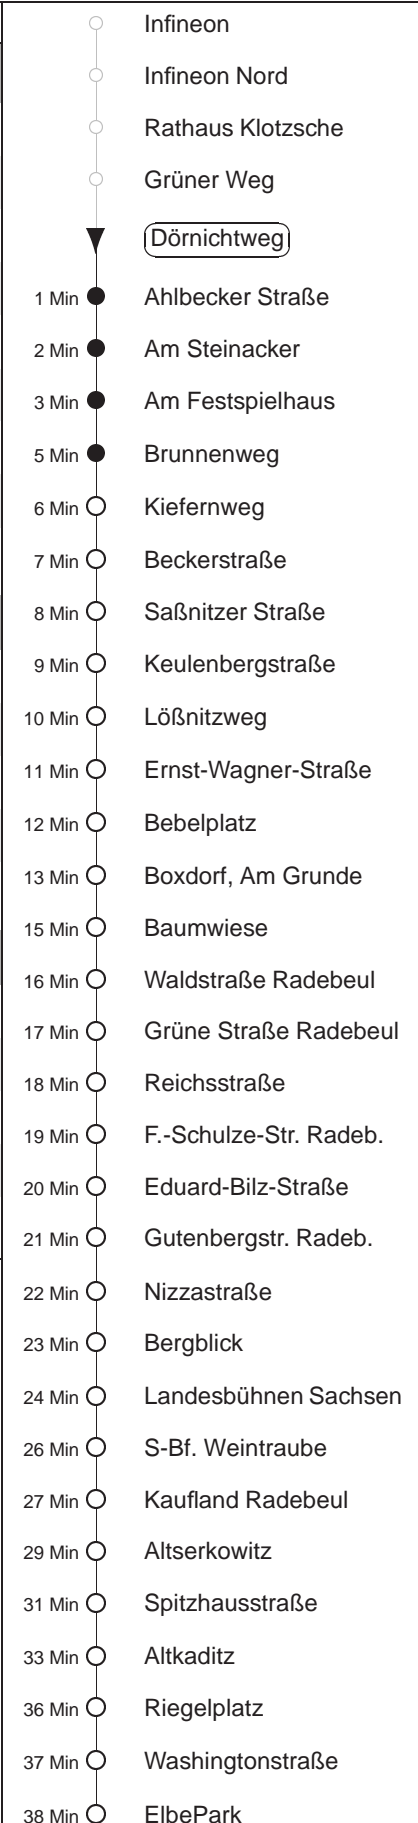 Infineon
Infineon Nord
Rathaus Klotzsche
Grüner Weg
Dörnichtweg
1 Min Ahlbecker Straße
2 Min Am Steinacker
3 Min Am Festspielhaus
5 Min Brunnenweg
6 Min Kiefernweg
7 Min Beckerstraße
8 Min Saßnitzer Straße
9 Min Keulenbergstraße
10 Min Lößnitzweg
11 Min Ernst-Wagner-Straße
12 Min Bebelplatz
13 Min Boxdorf, Am Grunde
15 Min Baumwiese
16 Min Waldstraße Radebeul
17 Min Grüne Straße Radebeul
18 Min Reichsstraße
19 Min F.-Schulze-Str. Radeb.
20 Min Eduard-Bilz-Straße
21 Min Gutenbergstr. Radeb.
22 Min Nizzastraße
23 Min Bergblick
24 Min Landesbühnen Sachsen
26 Min S-Bf. Weintraube
27 Min Kaufland Radebeul
29 Min Altserkowitz
31 Min Spitzhausstraße
33 Min Altkaditz
36 Min Riegelplatz
37 Min Washingtonstraße
38 Min ElbePark